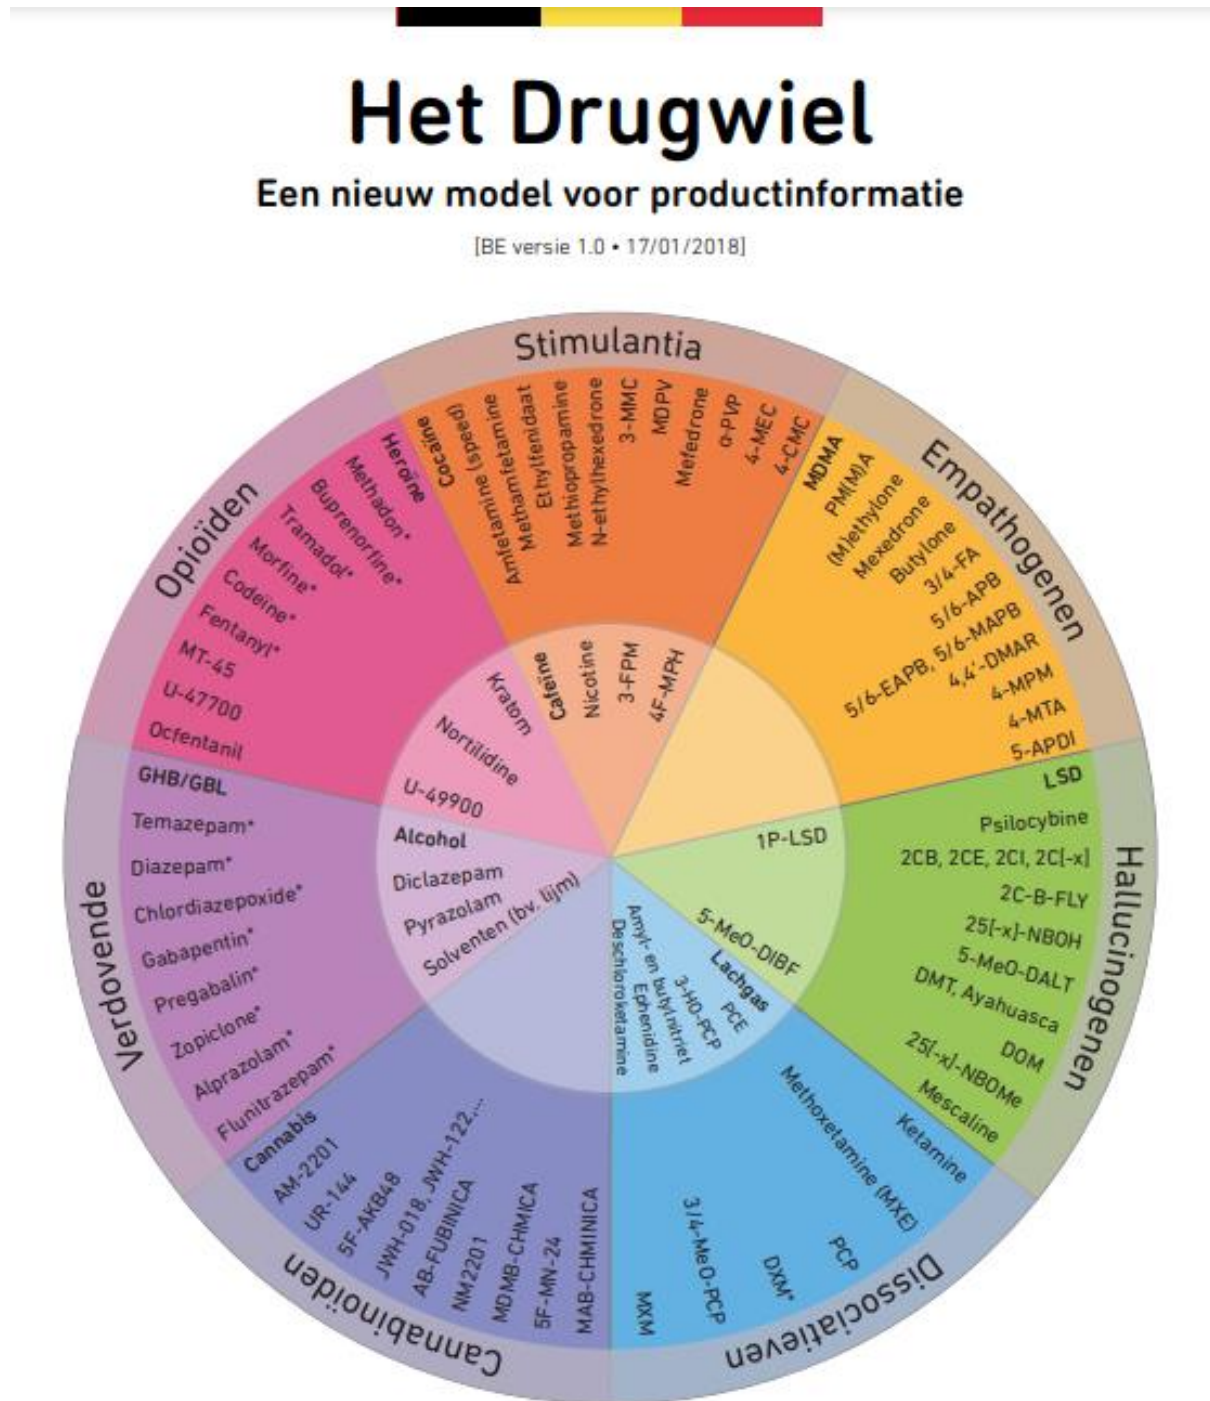 Het Drugwiel
Een nieuw model voor productinformatie
[BE versie 1.0 • 17/01/2018]
Stimulantia
Cocaïne
Amfetamine (speed)
Methamfetamine
Ethylfenidaat
Methiopropamine
N-ethylhexedrone
3-MMC
MDPV
Mefedrone
α-PVP
4-MEC
4-CMC
Cafeïne
Nicotine
3-FPM
4F-MPH
Empathogenen
MDMA
PM(M)A
(M)ethylone
Mexedrone
Butylone
3/4-FA
5/6-APB
5/6-EAPB, 5/6-MAPB
4,4'-DMAR
4-MPM
4-MTA
5-APDI
Hallucinogenen
LSD
Psilocybine
2CB, 2CE, 2CI, 2C[-x]
2C-B-FLY
25[-x]-NBOH
5-MeO-DALT
DMT, Ayahuasca
DOM
25[-x]-NBOMe
Mescaline
1P-LSD
5-MeO-DIBF
Dissociatieven
Ketamine
Methoxetamine (MXE)
PCP
DXM*
3/4-MeO-PCP
MXM
Lachgas
PCE
3-HO-PCP
Amyl- en butylnitriet
Ephenidine
Deschloroketamine
Cannabinoïden
Cannabis
AM-2201
UR-144
5F-AKB48
JWH-018, JWH-122,...
AB-FUBINICA
NM2201
MDMB-CHMICA
5F-MN-24
MAB-CHMINICA
Verdovende
GHB/GBL
Temazepam*
Diazepam*
Chlordiazepoxide*
Gabapentin*
Pregabalin*
Zopiclone*
Alprazolam*
Flunitrazepam*
Alcohol
Diclazepam
Pyrazolam
Solventen (bv. lijm)
Opioïden
Heroïne
Methadon*
Buprenorfine*
Tramadol*
Morfine*
Codeïne*
Fentanyl*
MT-45
U-47700
Ocfentanil
Kratom
Nortilidine
U-49900